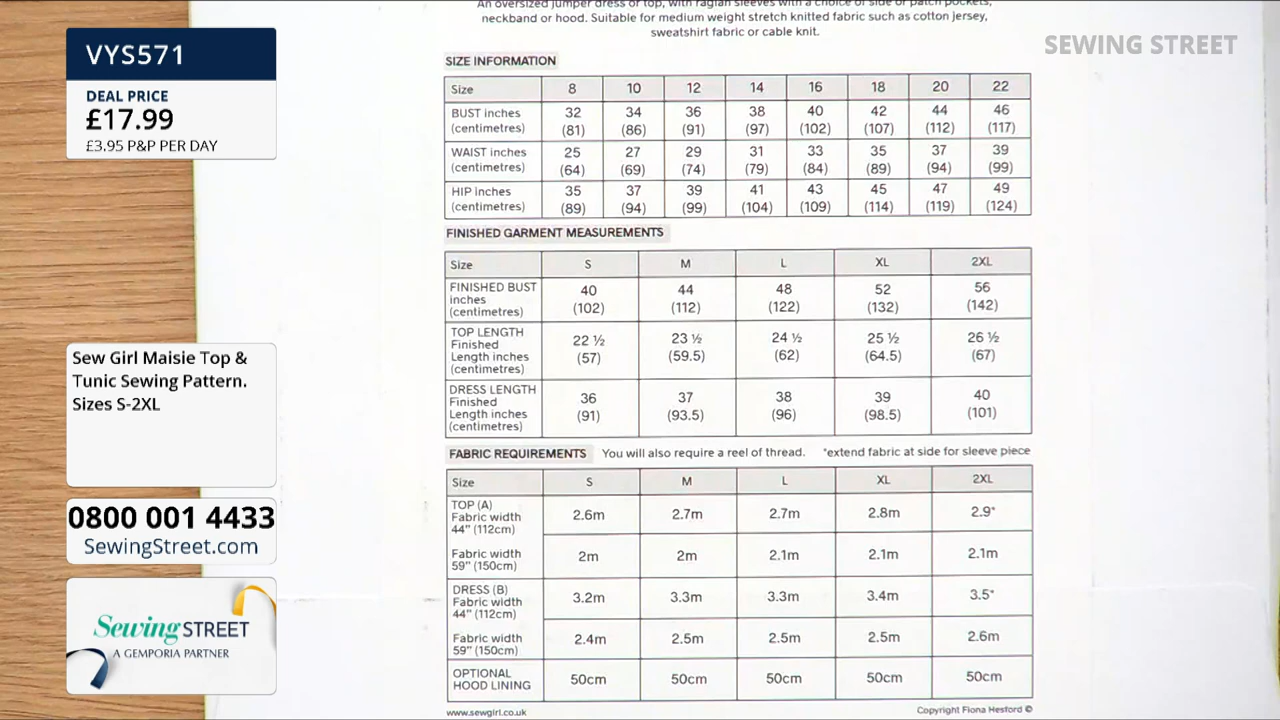 An oversized jumper dress or top, with raglan sleeves with a choice of side or patch pockets,
neckband or hood. Suitable for medium weight stretch knitted fabric such as cotton jersey,
sweatshirt fabric or cable knit.
SEWING STREET
VYS571
DEAL PRICE
£17.99
£3.95 P&P PER DAY
SIZE INFORMATION
Size 8 10 12 14 16 18 20 22
BUST inches 32 34 36 38 40 42 44 46
(centimetres) (81) (86) (91) (97) (102) (107) (112) (117)
WAIST inches 25 27 29 31 33 35 37 39
(centimetres) (64) (69) (74) (79) (84) (89) (94) (99)
HIP inches 35 37 39 41 43 45 47 49
(centimetres) (89) (94) (99) (104) (109) (114) (119) (124)
FINISHED GARMENT MEASUREMENTS
Size S M L XL 2XL
FINISHED BUST
inches 40 44 48 52 56
(centimetres) (102) (112) (122) (132) (142)
TOP LENGTH
Finished 22 ½ 23 ½ 24 ½ 25 ½ 26 ½
Length inches (57) (59.5) (62) (64.5) (67)
(centimetres)
DRESS LENGTH
Finished 36 37 38 39 40
Length inches (91) (93.5) (96) (98.5) (101)
(centimetres)
FABRIC REQUIREMENTS You will also require a reel of thread. *extend fabric at side for sleeve piece
Size S M L XL 2XL
TOP (A)
Fabric width 2.6m 2.7m 2.7m 2.8m 2.9*
44" (112cm)
Fabric width 2m 2m 2.1m 2.1m 2.1m
59" (150cm)
DRESS (B)
Fabric width 3.2m 3.3m 3.3m 3.4m 3.5*
44" (112cm)
Fabric width 2.4m 2.5m 2.5m 2.5m 2.6m
59" (150cm)
OPTIONAL 50cm 50cm 50cm 50cm 50cm
HOOD LINING
www.sewgirl.co.uk Copyright Fiona Hesford ©
Sew Girl Maisie Top &
Tunic Sewing Pattern.
Sizes S-2XL
0800 001 4433
SewingStreet.com
Sewing STREET
A GEMPORIA PARTNER